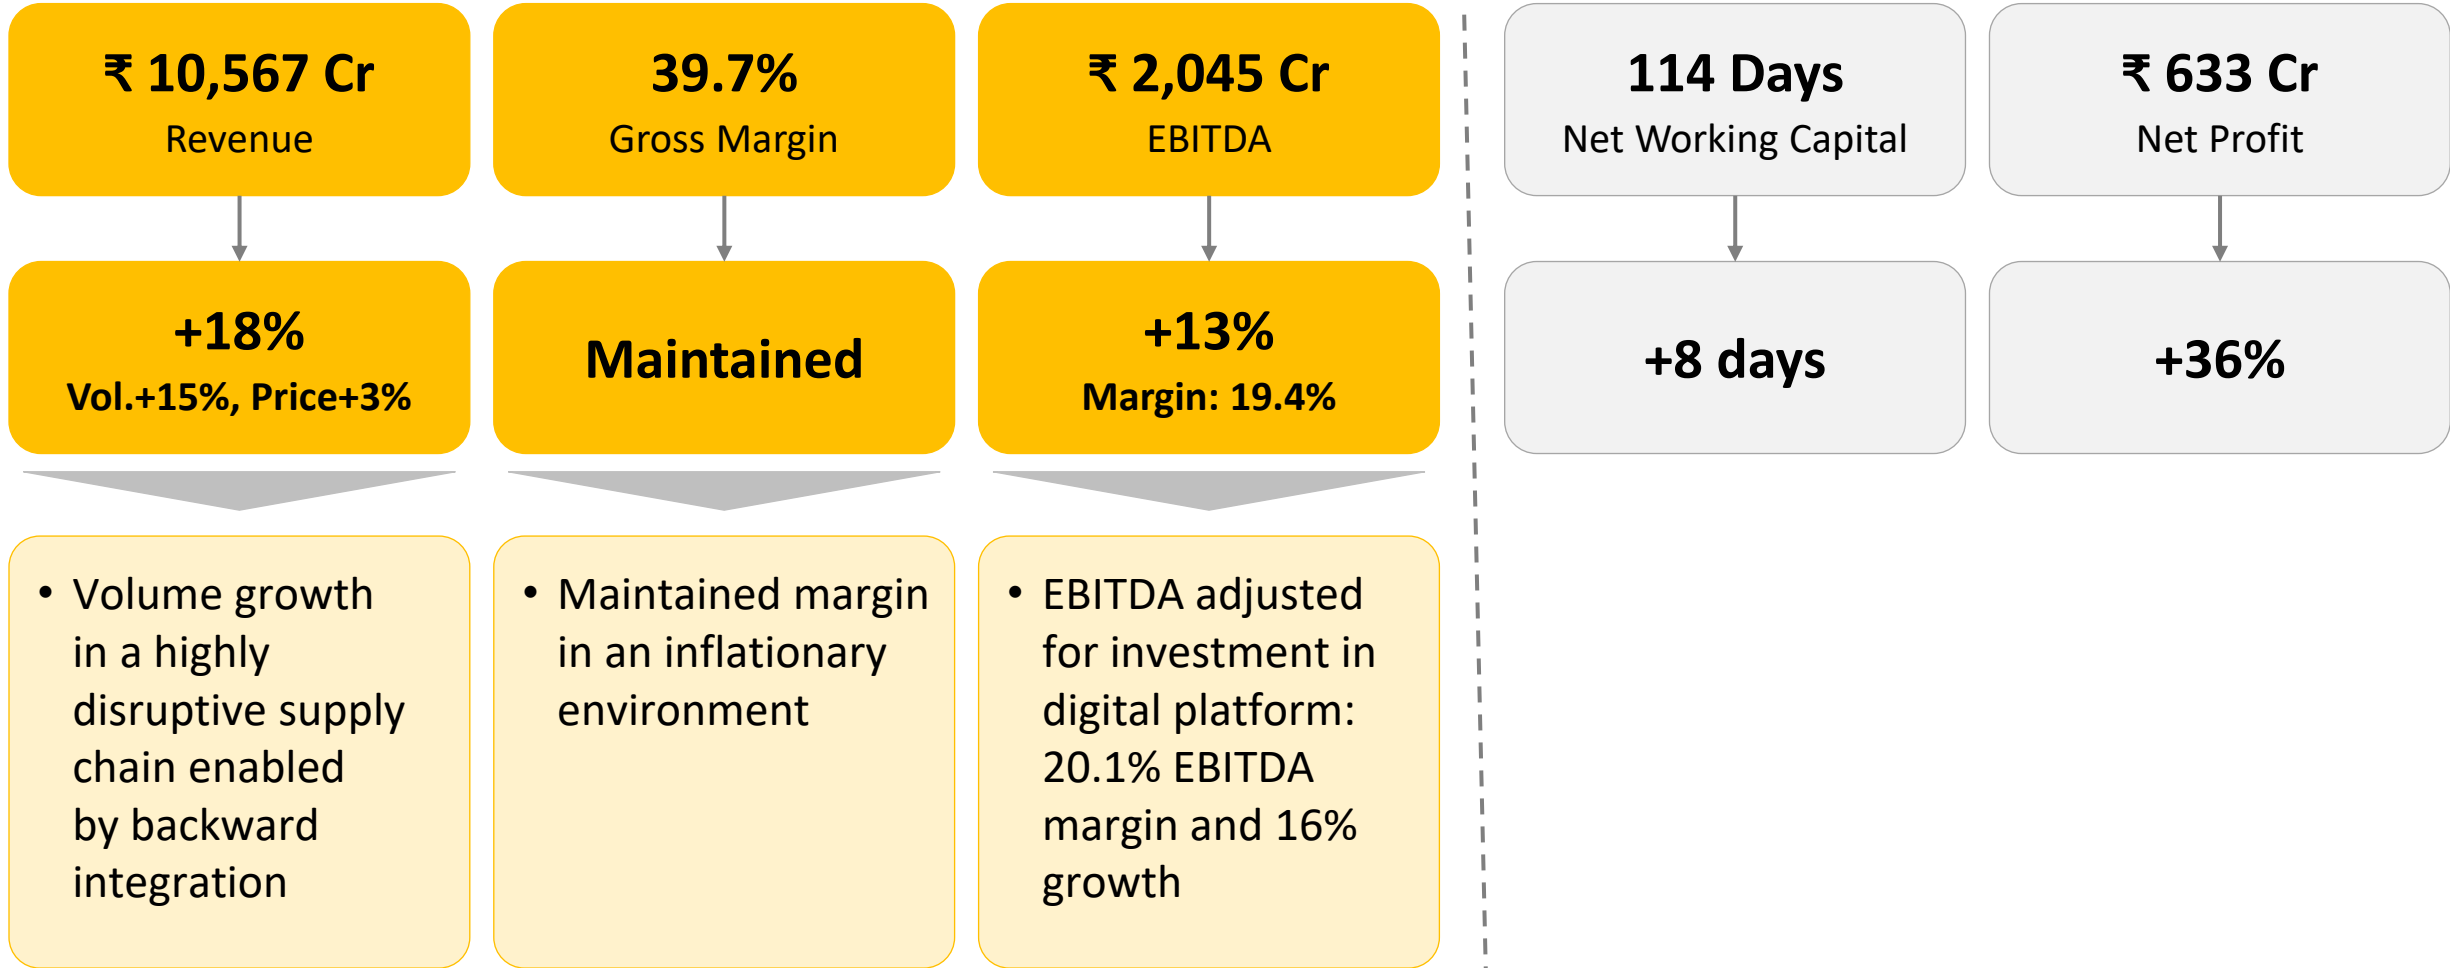 ₹ 10,567 Cr
Revenue
39.7%
Gross Margin
₹ 2,045 Cr
EBITDA
114 Days
Net Working Capital
₹ 633 Cr
Net Profit
+18%
Vol.+15%, Price+3%
Maintained
+13%
Margin: 19.4%
+8 days
+36%
• Volume growth
in a highly
disruptive supply
chain enabled
by backward
integration
• Maintained margin
in an inflationary
environment
• EBITDA adjusted
for investment in
digital platform:
20.1% EBITDA
margin and 16%
growth